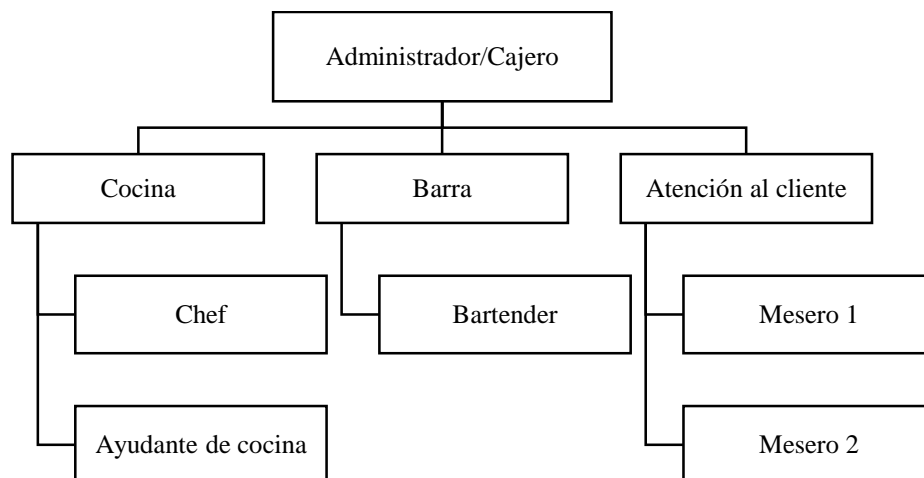 Administrador/Cajero
Cocina
Barra
Atención al cliente
Chef
Bartender
Mesero 1
Ayudante de cocina
Mesero 2